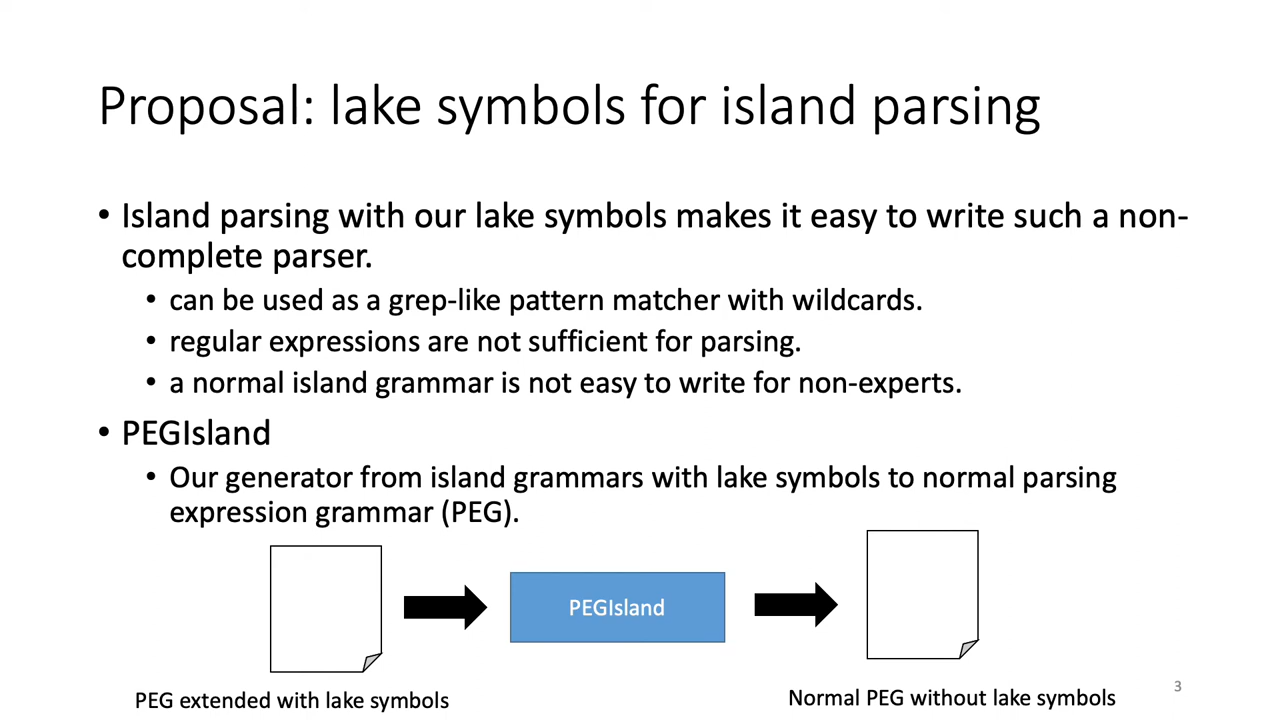 Proposal: lake symbols for island parsing
• Island parsing with our lake symbols makes it easy to write such a non-
complete parser.
• can be used as a grep-like pattern matcher with wildcards.
• regular expressions are not sufficient for parsing.
• a normal island grammar is not easy to write for non-experts.
• PEGIsland
• Our generator from island grammars with lake symbols to normal parsing
expression grammar (PEG).
PEGIsland
PEG extended with lake symbols
Normal PEG without lake symbols
3